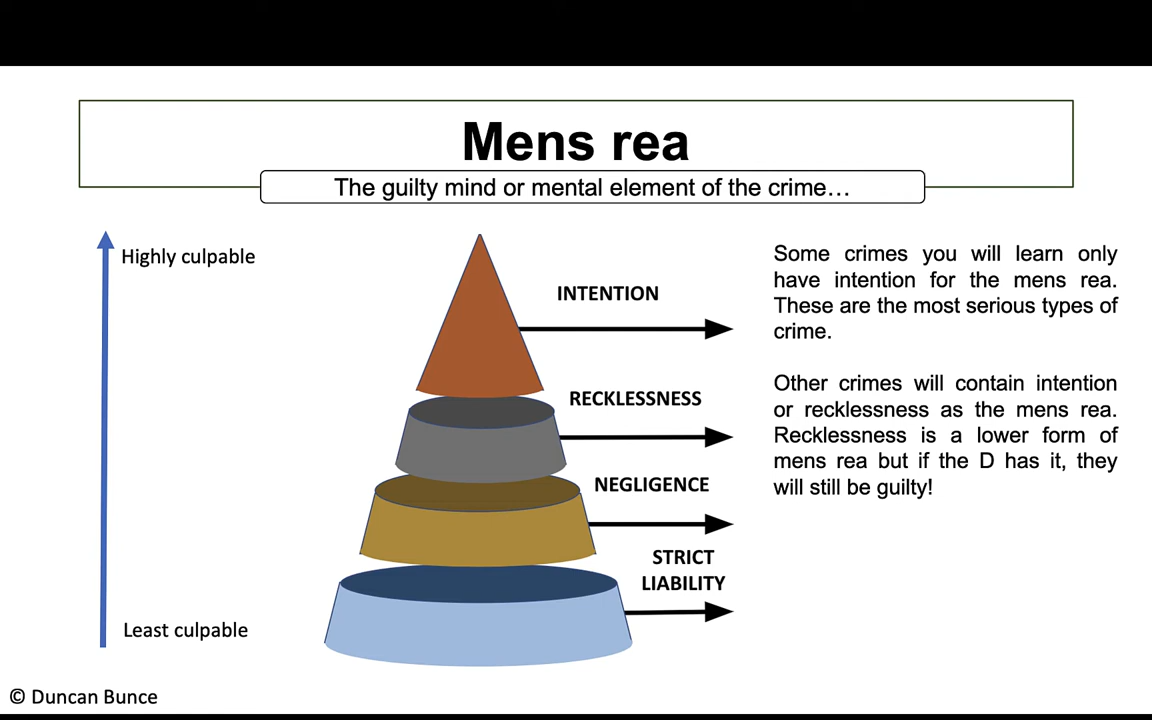 Mens rea
The guilty mind or mental element of the crime…
Highly culpable
INTENTION
RECKLESSNESS
NEGLIGENCE
STRICT
LIABILITY
Least culpable
Some crimes you will learn only
have intention for the mens rea.
These are the most serious types of
crime.
Other crimes will contain intention
or recklessness as the mens rea.
Recklessness is a lower form of
mens rea but if the D has it, they
will still be guilty!
© Duncan Bunce